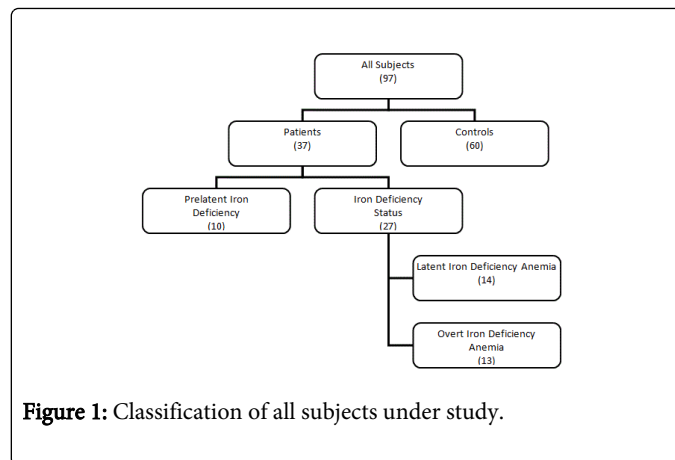 All Subjects
(97)
Patients
(37)
Controls
(60)
Prelatent Iron
Deficiency
(10)
Iron Deficiency
Status
(27)
Latent Iron Deficiency Anemia
(14)
Overt Iron Deficiency
Anemia
(13)
Figure 1: Classification of all subjects under study.